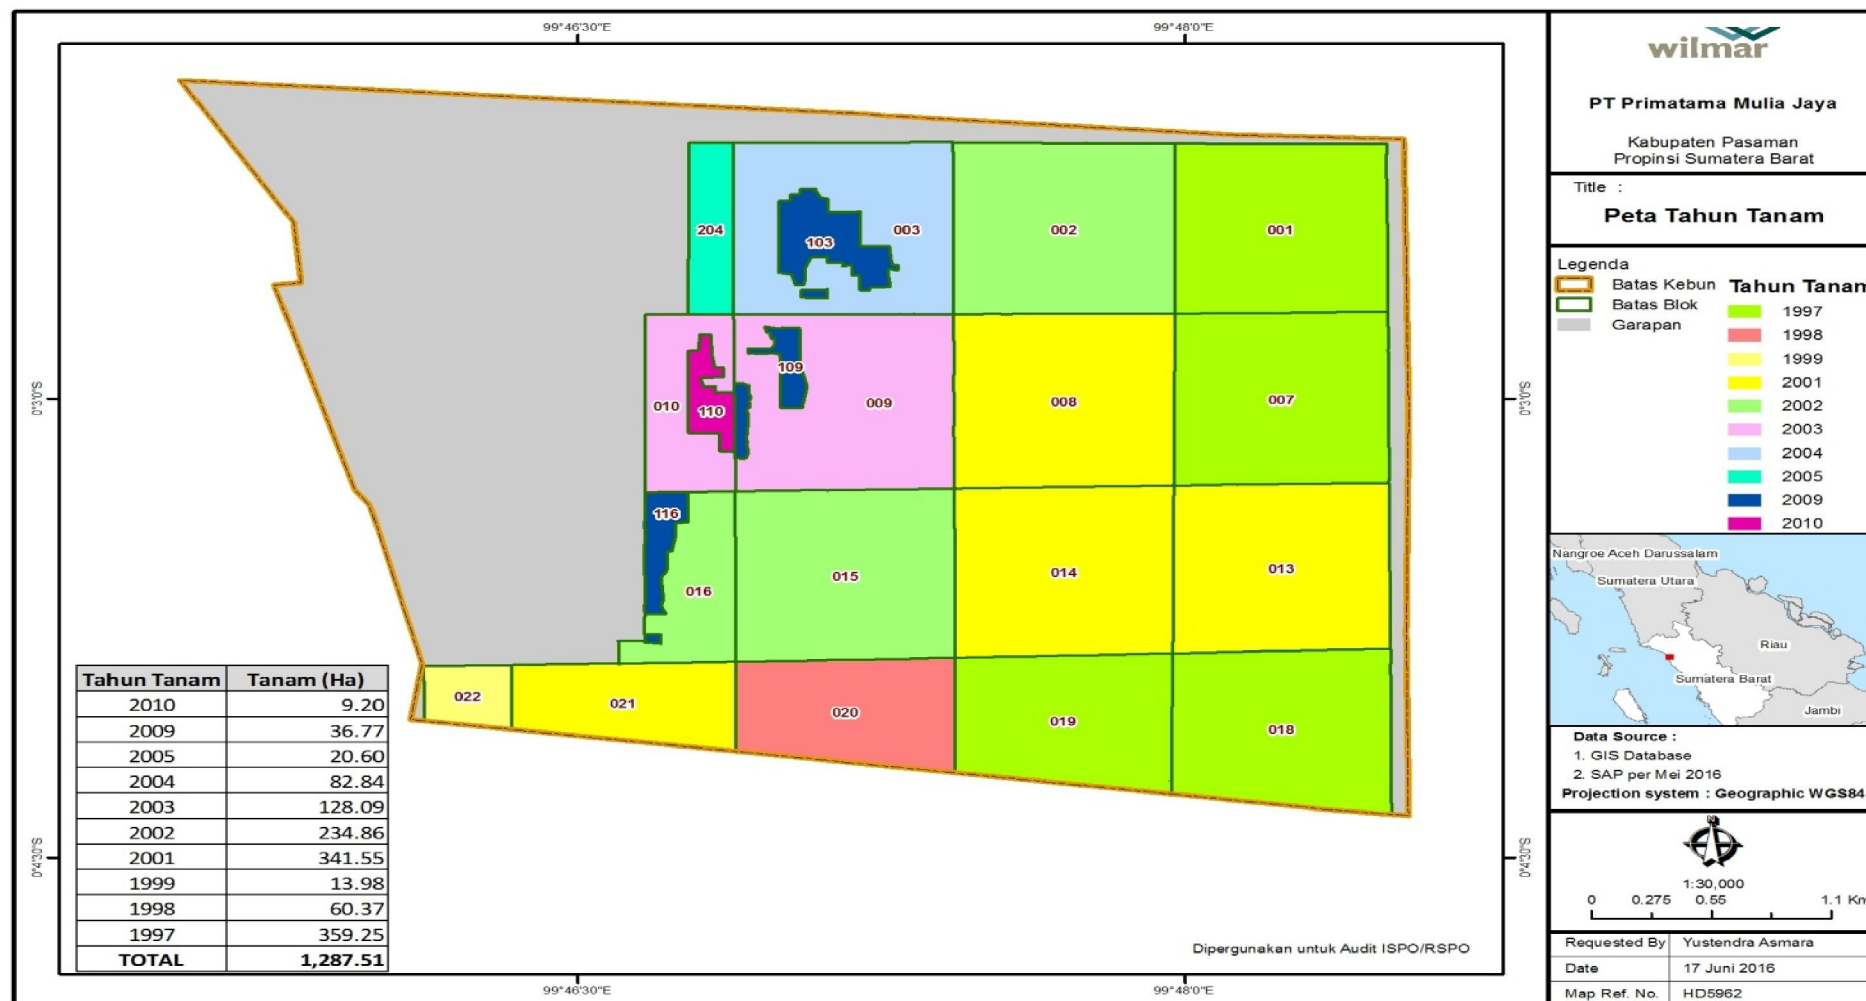 99°46'30"E
99°48'0"E
0°3'0"S
0°4'30"S
0°3'0"S
0°4'30"S
99°46'30"E
99°48'0"E
204
103
003
002
001
010
110
109
009
008
007
116
016
015
014
013
022
021
020
019
018
Tahun Tanam Tanam (Ha)
2010 9.20
2009 36.77
2005 20.60
2004 82.84
2003 128.09
2002 234.86
2001 341.55
1999 13.98
1998 60.37
1997 359.25
TOTAL 1,287.51
Dipergunakan untuk Audit ISPO/RSPO
wilmar
PT Primatama Mulia Jaya
Kabupaten Pasaman
Propinsi Sumatera Barat
Title :
Peta Tahun Tanam
Legenda
Batas Kebun
Batas Blok
Garapan
Tahun Tanam
1997
1998
1999
2001
2002
2003
2004
2005
2009
2010
Nangroe Aceh Darussalam
Sumatera Utara
Riau
Sumatera Barat
Jambi
Data Source :
1. GIS Database
2. SAP per Mei 2016
Projection system : Geographic WGS84
N
1:30,000
0 0.275 0.55 1.1 Km
Requested By Yustendra Asmara
Date 17 Juni 2016
Map Ref. No. HD5962